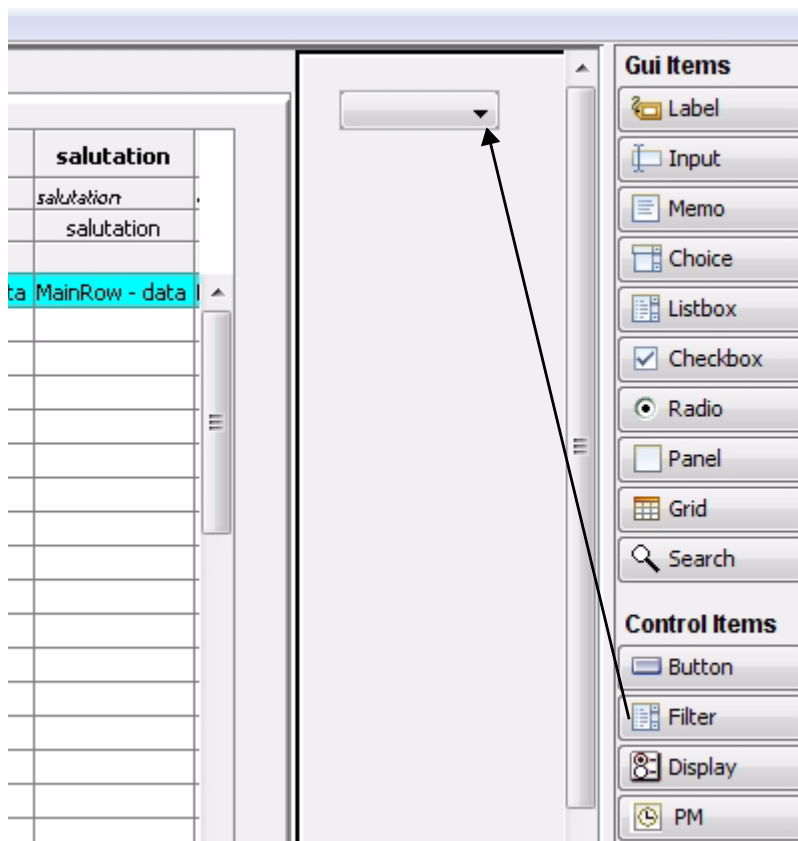 salutation
salutation
salutation
ta MainRow - data
Gui Items
Label
Input
Memo
Choice
Listbox
Checkbox
Radio
Panel
Grid
Search
Control Items
Button
Filter
Display
PM